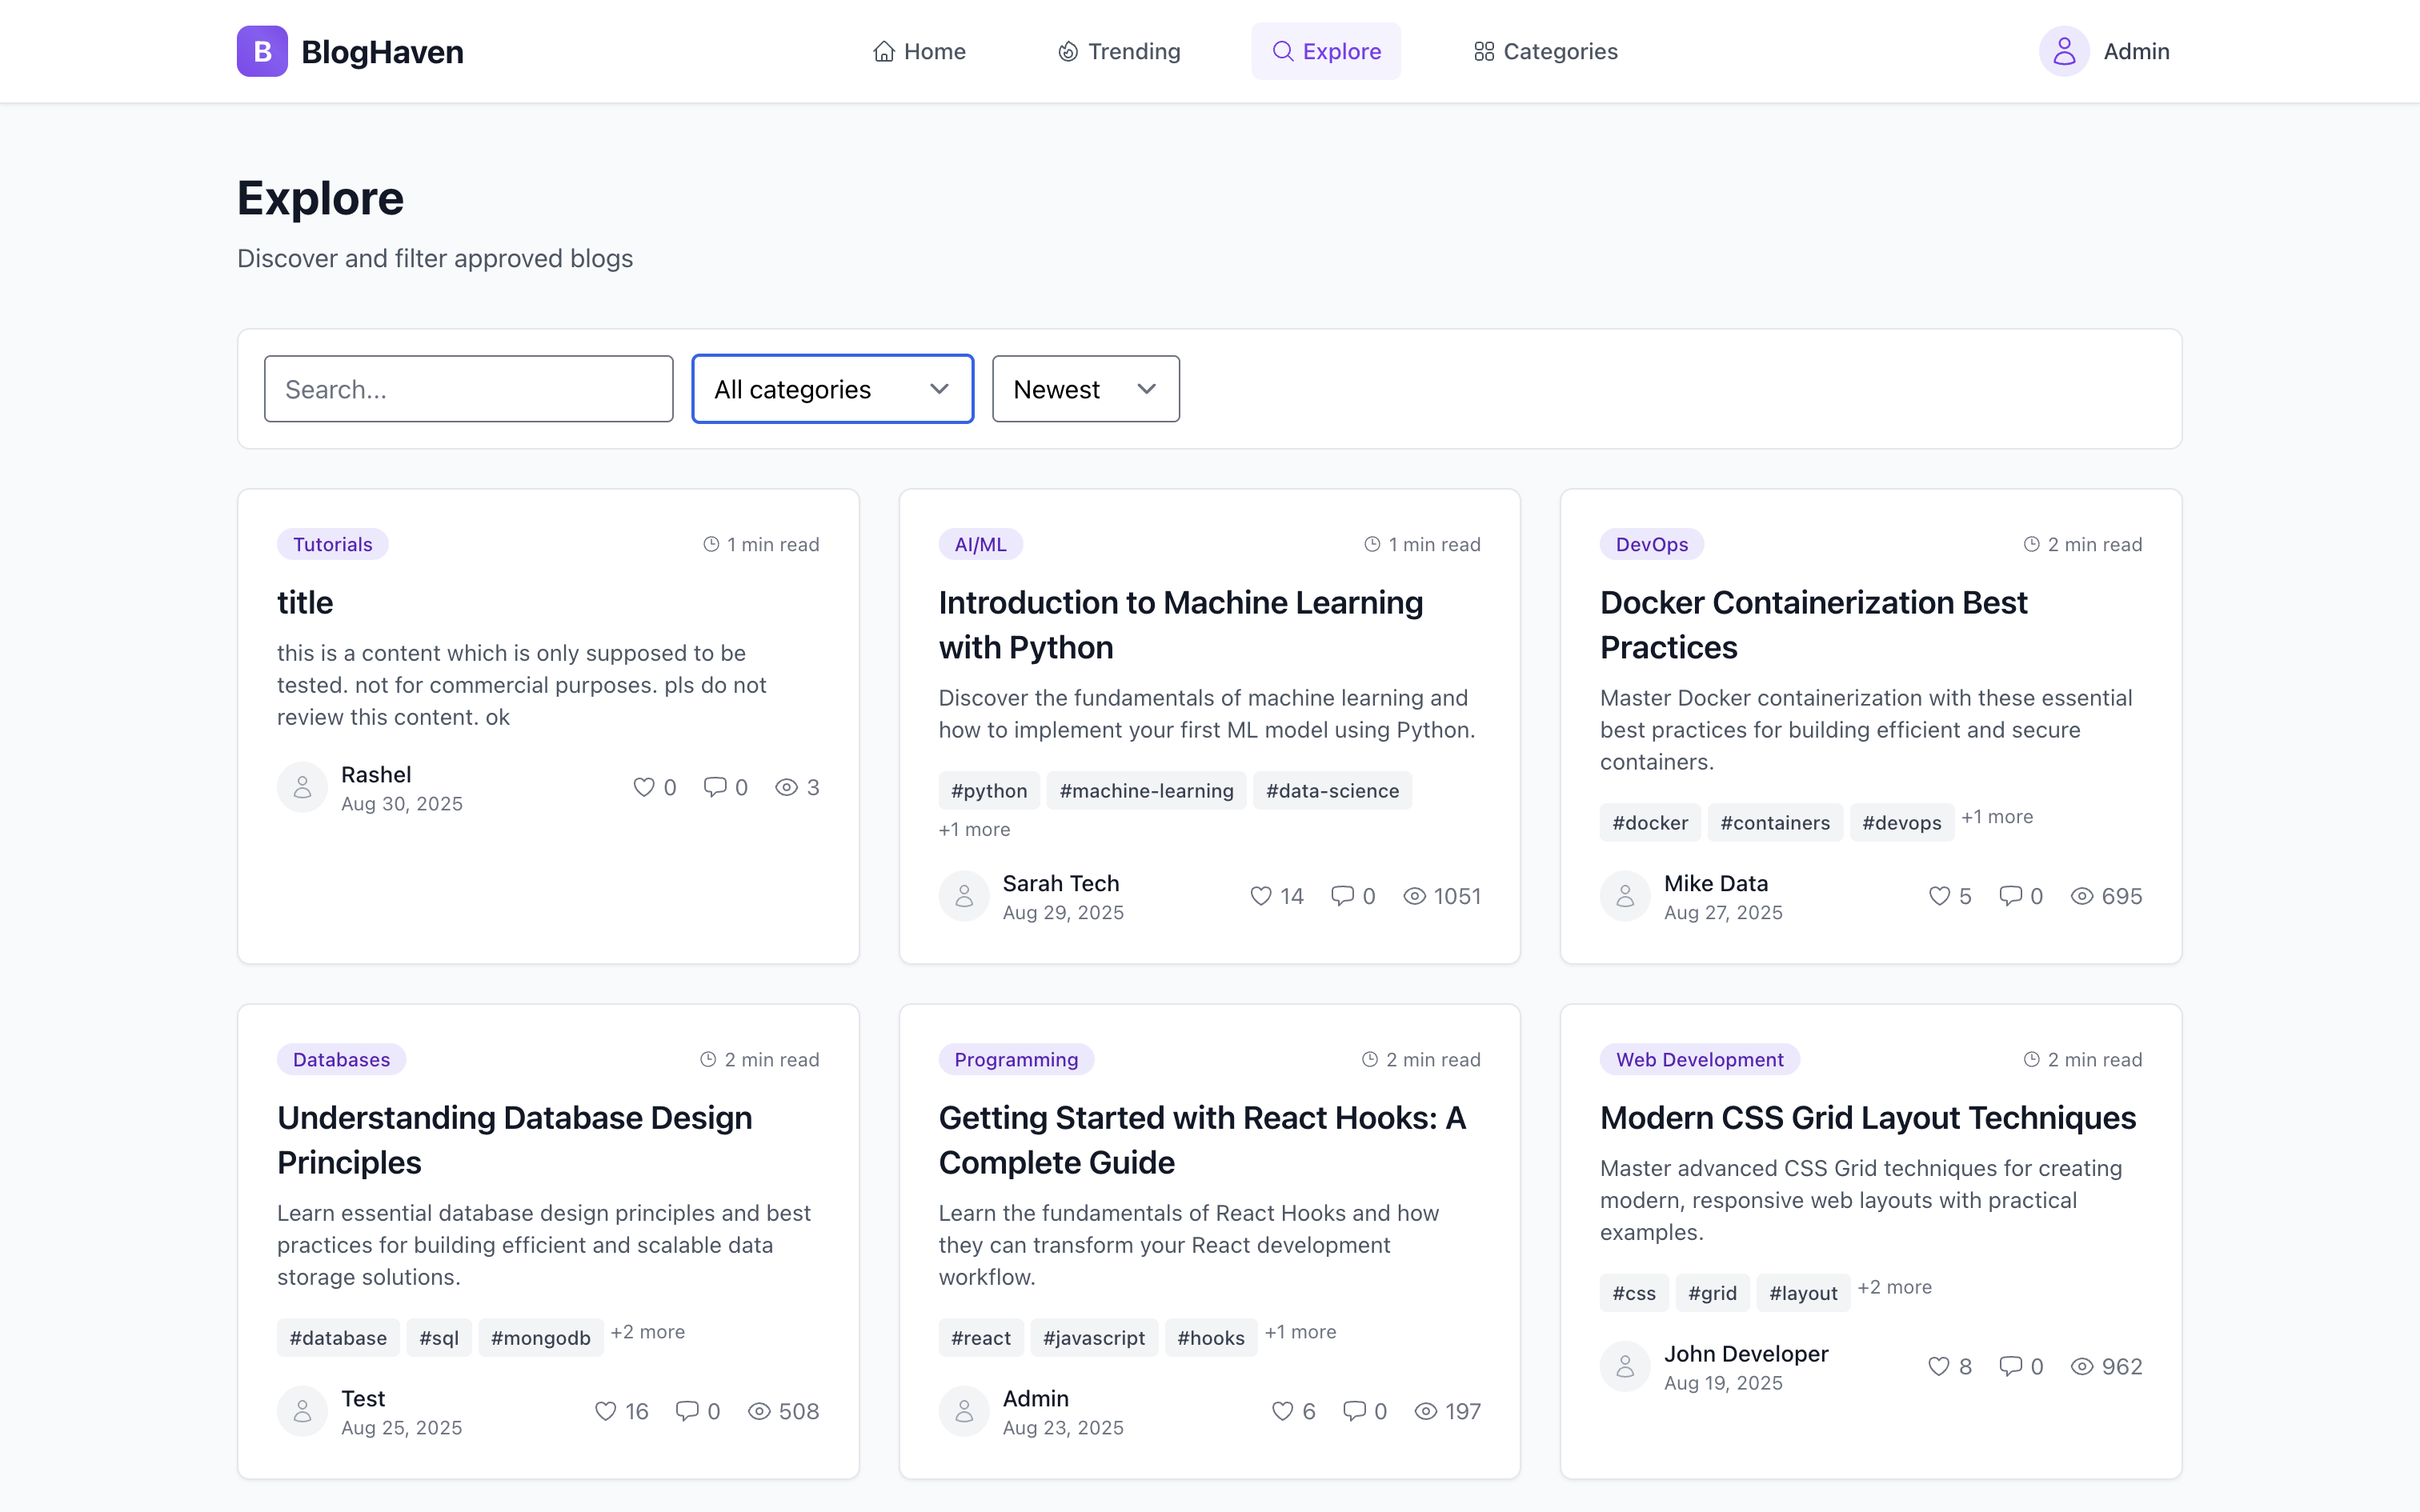 B BlogHaven
Home Trending Explore Categories
Admin
Explore
Discover and filter approved blogs
Search...
All categories
Newest
Tutorials
1 min read
title
this is a content which is only supposed to be
tested. not for commercial purposes. pls do not
review this content. ok
Rashel
Aug 30, 2025
0 0 3
AI/ML
1 min read
Introduction to Machine Learning
with Python
Discover the fundamentals of machine learning and
how to implement your first ML model using Python.
#python #machine-learning #data-science
+1 more
Sarah Tech
Aug 29, 2025
14 0 1051
DevOps
2 min read
Docker Containerization Best
Practices
Master Docker containerization with these essential
best practices for building efficient and secure
containers.
#docker #containers #devops +1 more
Mike Data
Aug 27, 2025
5 0 695
Databases
2 min read
Understanding Database Design
Principles
Learn essential database design principles and best
practices for building efficient and scalable data
storage solutions.
#database #sql #mongodb +2 more
Test
Aug 25, 2025
16 0 508
Programming
2 min read
Getting Started with React Hooks: A
Complete Guide
Learn the fundamentals of React Hooks and how
they can transform your React development
workflow.
#react #javascript #hooks +1 more
Admin
Aug 23, 2025
6 0 197
Web Development
2 min read
Modern CSS Grid Layout Techniques
Master advanced CSS Grid techniques for creating
modern, responsive web layouts with practical
examples.
#css #grid #layout +2 more
John Developer
Aug 19, 2025
8 0 962